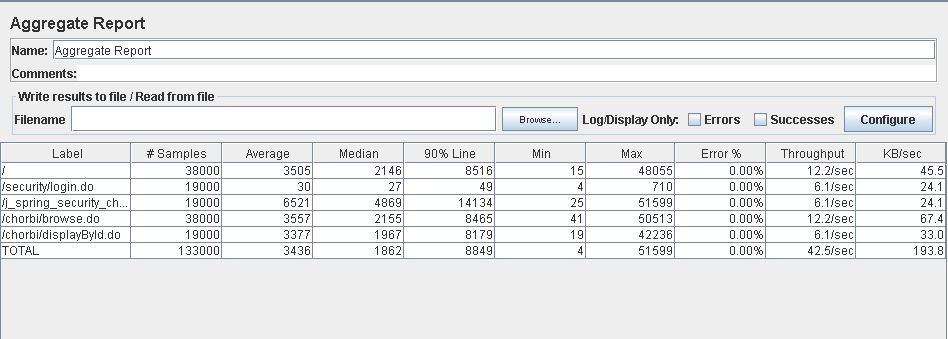 Aggregate Report
Name: Aggregate Report
Comments:
Write results to file / Read from file
Filename Browse... Log/Display Only: Errors Successes Configure
Label # Samples Average Median 90% Line Min Max Error % Throughput KB/sec
/ 38000 3505 2146 8516 15 48055 0.00% 12.2/sec 45.5
/security/login.do 19000 30 27 49 4 710 0.00% 6.1/sec 24.1
/j_spring_security_ch... 19000 6521 4869 14134 25 51599 0.00% 6.1/sec 24.1
/chorbi/browse.do 38000 3557 2155 8465 41 50513 0.00% 12.2/sec 67.4
/chorbi/displayById.do 19000 3377 1967 8179 19 42236 0.00% 6.1/sec 33.0
TOTAL 133000 3436 1862 8849 4 51599 0.00% 42.5/sec 193.8